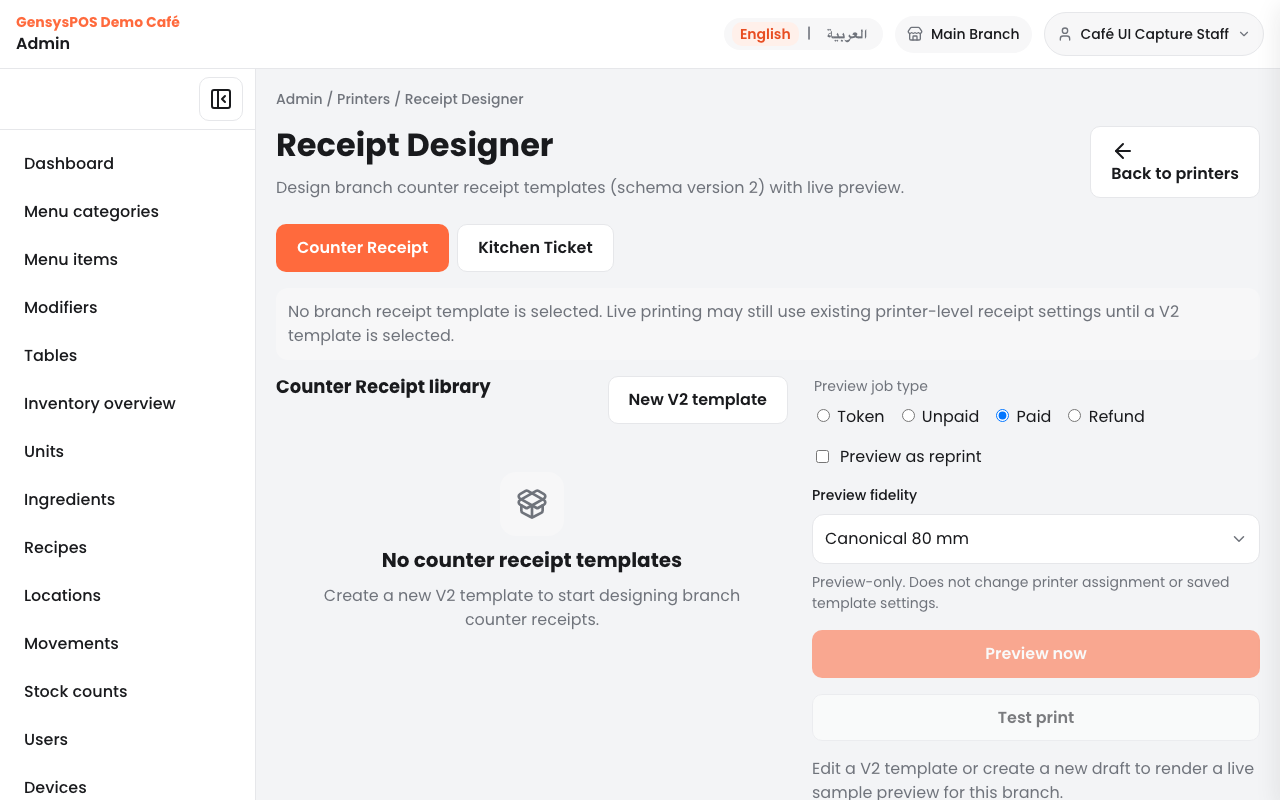 GensysPOS Demo Café
Admin
English | العربية
Main Branch
Café UI Capture Staff
Dashboard
Menu categories
Menu items
Modifiers
Tables
Inventory overview
Units
Ingredients
Recipes
Locations
Movements
Stock counts
Users
Devices
Admin / Printers / Receipt Designer
Receipt Designer
Design branch counter receipt templates (schema version 2) with live preview.
Back to printers
Counter Receipt
Kitchen Ticket
No branch receipt template is selected. Live printing may still use existing printer-level receipt settings until a V2
template is selected.
Counter Receipt library
New V2 template
No counter receipt templates
Create a new V2 template to start designing branch
counter receipts.
Preview job type
Token Unpaid Paid Refund
Preview as reprint
Preview fidelity
Canonical 80 mm
Preview-only. Does not change printer assignment or saved
template settings.
Preview now
Test print
Edit a V2 template or create a new draft to render a live
sample preview for this branch.